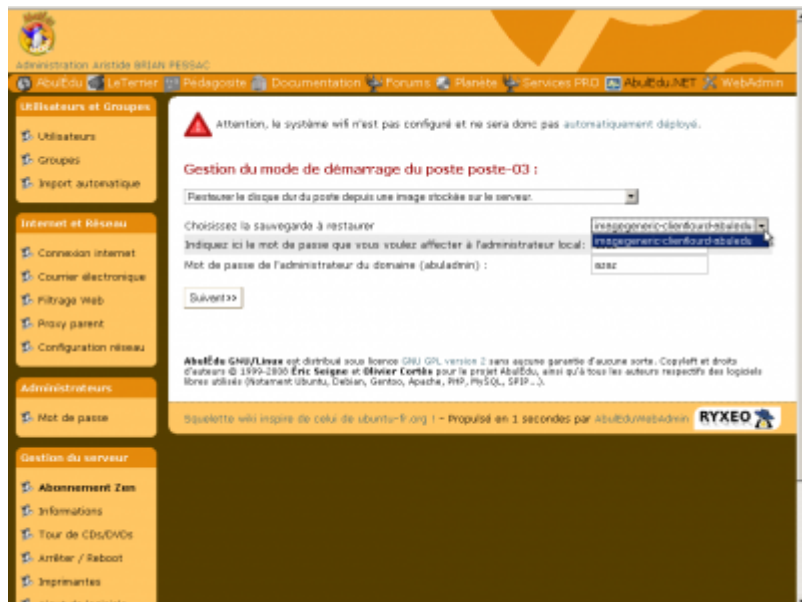 AbulEdu
Administration Aristide BRIAN PESSAC
AbulEdu LeTerrier Pedagosite Documentation Forums Planète Services PRO AbulEdu.NET WebAdmin
Utilisateurs et Groupes
Utilisateurs
Groupes
Import automatique
Internet et Réseau
Connexion internet
Courrier électronique
Filtrage Web
Proxy parent
Configuration réseau
Administrateurs
Mot de passe
Gestion du serveur
Abonnement Zen
Informations
Tour de CDs/DVDs
Arrêter / Reboot
Imprimantes
Attention, le système wifi n'est pas configuré et ne sera donc pas automatiquement déployé.
Gestion du mode de démarrage du poste poste-03 :
Restaurer le disque dur du poste depuis une image stockée sur le serveur.
Choisissez la sauvegarde à restaurer
imagegeneric-clientlourd-abuledu
imagegeneric-clientlourd-abuledu
Indiquez ici le mot de passe que vous voulez affecter à l'administrateur local:
Mot de passe de l'administrateur du domaine (abuladmin) :
azaz
Suivant>>
AbulÉdu GNU/Linux est distribué sous licence GNU GPL version 2 sans aucune garantie d'aucune sorte. Copyleft et droits
d'auteurs © 1999-2008 Éric Seigne et Olivier Cortès pour le projet AbulÉdu, ainsi qu'à tous les auteurs respectifs des logiciels
libres utilisés (Notament Ubuntu, Debian, Gentoo, Apache, PHP, MySQL, SPIP...).
Squelette wiki inspire de celui de ubuntu-fr.org ! - Propulsé en 1 secondes par AbulEduWebAdmin RYXEO